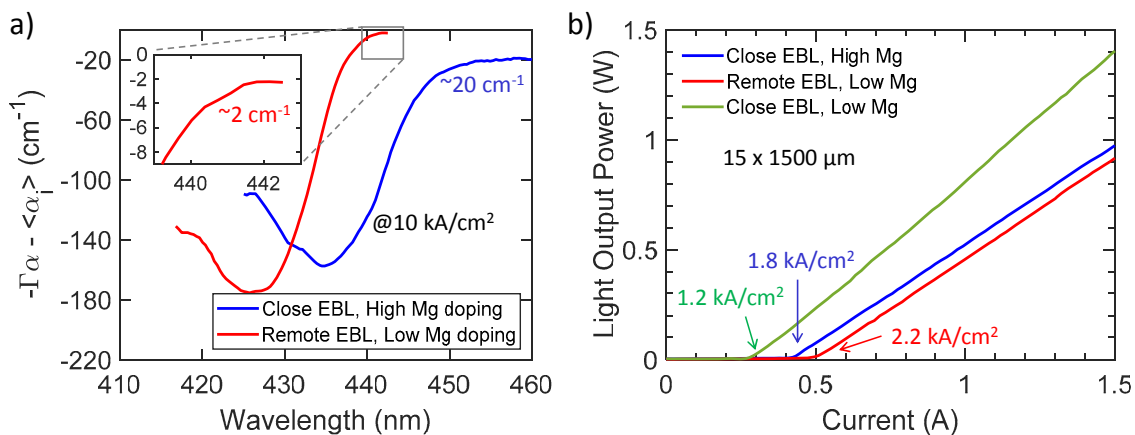 a)
-Γα - <αi> (cm-1)
0
-20
-60
-100
-140
-180
-220
0
-2
-4
-6
-8
440
442
~2 cm-1
~20 cm-1
@10 kA/cm2
Close EBL, High Mg doping
Remote EBL, Low Mg doping
410
420
430
440
450
460
Wavelength (nm)
b)
Light Output Power (W)
1.5
1
0.5
0
Close EBL, High Mg
Remote EBL, Low Mg
Close EBL, Low Mg
15 x 1500 µm
1.8 kA/cm2
1.2 kA/cm2
2.2 kA/cm2
0
0.5
1
1.5
Current (A)